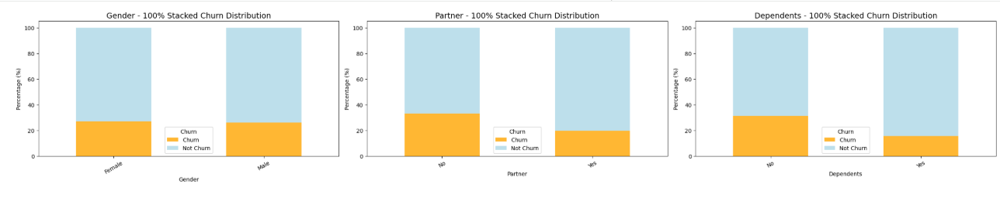 Gender - 100% Stacked Churn Distribution
100
80
60
40
20
0
Percentage (%)
Churn
Churn
Not Churn
Female
Male
Gender
Partner - 100% Stacked Churn Distribution
100
80
60
40
20
0
Percentage (%)
Churn
Churn
Not Churn
No
Yes
Partner
Dependents - 100% Stacked Churn Distribution
100
80
60
40
20
0
Percentage (%)
Churn
Churn
Not Churn
No
Yes
Dependents